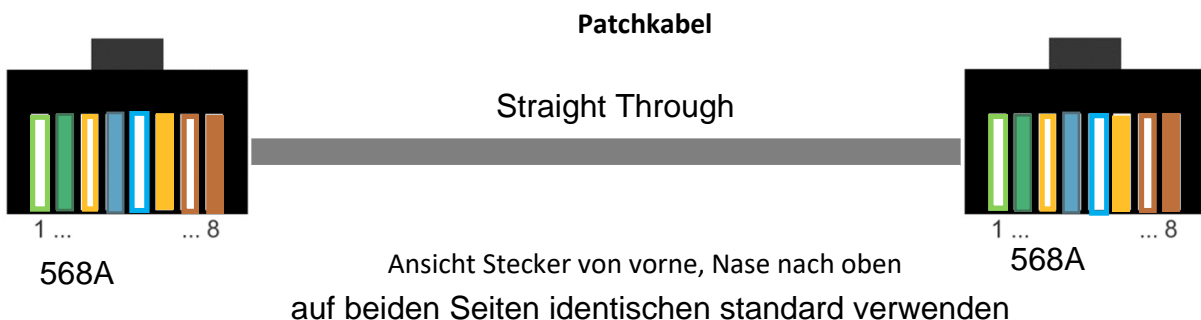 Patchkabel
Straight Through
1 ... ... 8
1 ... ... 8
568A
568A
Ansicht Stecker von vorne, Nase nach oben
auf beiden Seiten identischen standard verwenden